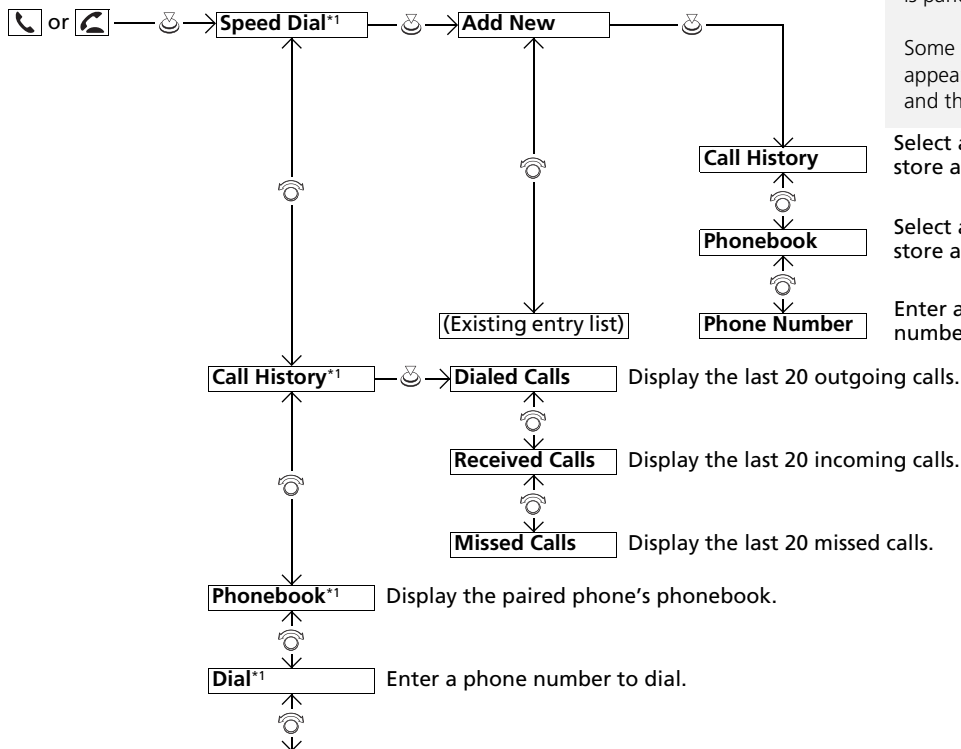 or
Speed Dial*1
Add New
Some
and th
Call History
Select a
store a
Phonebook
Select a
store a
(Existing entry list)
Phone Number
Enter a
numbe
Call History*1
Dialed Calls
Display the last 20 outgoing calls.
Received Calls
Display the last 20 incoming calls.
Missed Calls
Display the last 20 missed calls.
Phonebook*1
Display the paired phone's phonebook.
Dial*1
Enter a phone number to dial.